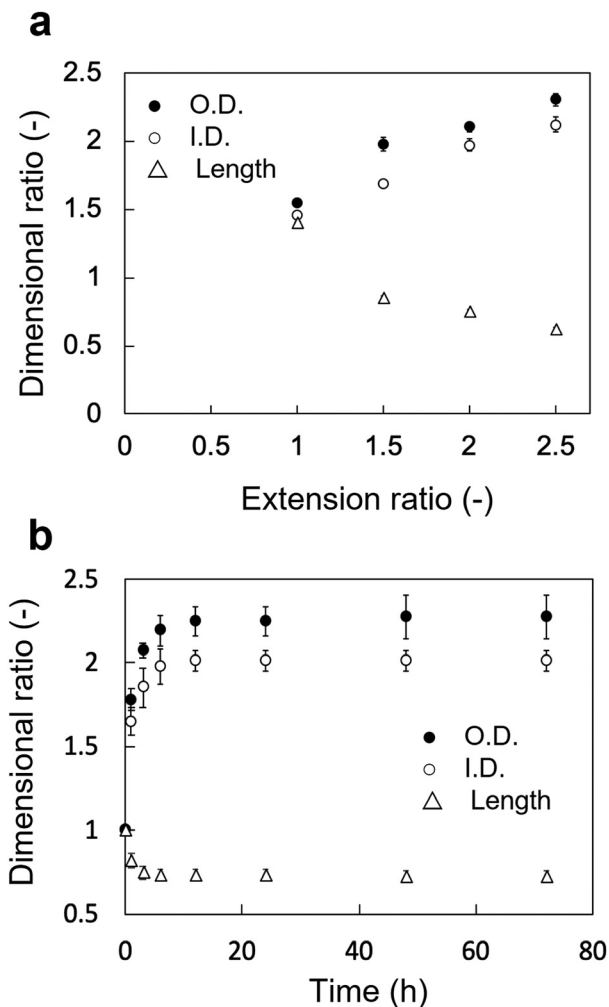 a
2.5
2
1.5
1
0.5
0
Dimensional ratio (-)
O.D.
I.D.
Length
0 0.5 1 1.5 2 2.5
Extension ratio (-)
b
2.5
2
1.5
1
0.5
Dimensional ratio (-)
O.D.
I.D.
Length
0 20 40 60 80
Time (h)